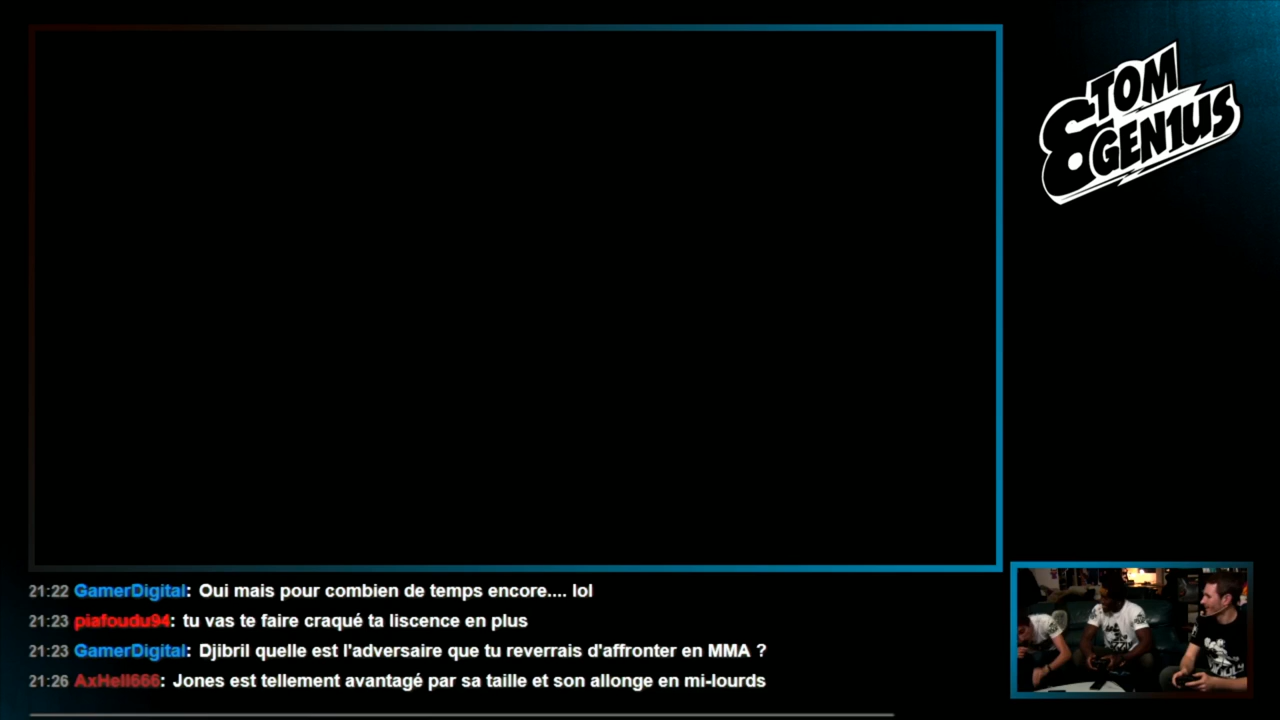 TOM
& GEN1US
21:22 GamerDigital: Oui mais pour combien de temps encore.... lol
21:23 piafoudu94: tu vas te faire craqué ta liscence en plus
21:23 GamerDigital: Djibril quelle est l'adversaire que tu reverrais d'affronter en MMA ?
21:26 AxHell666: Jones est tellement avantagé par sa taille et son allonge en mi-lourds